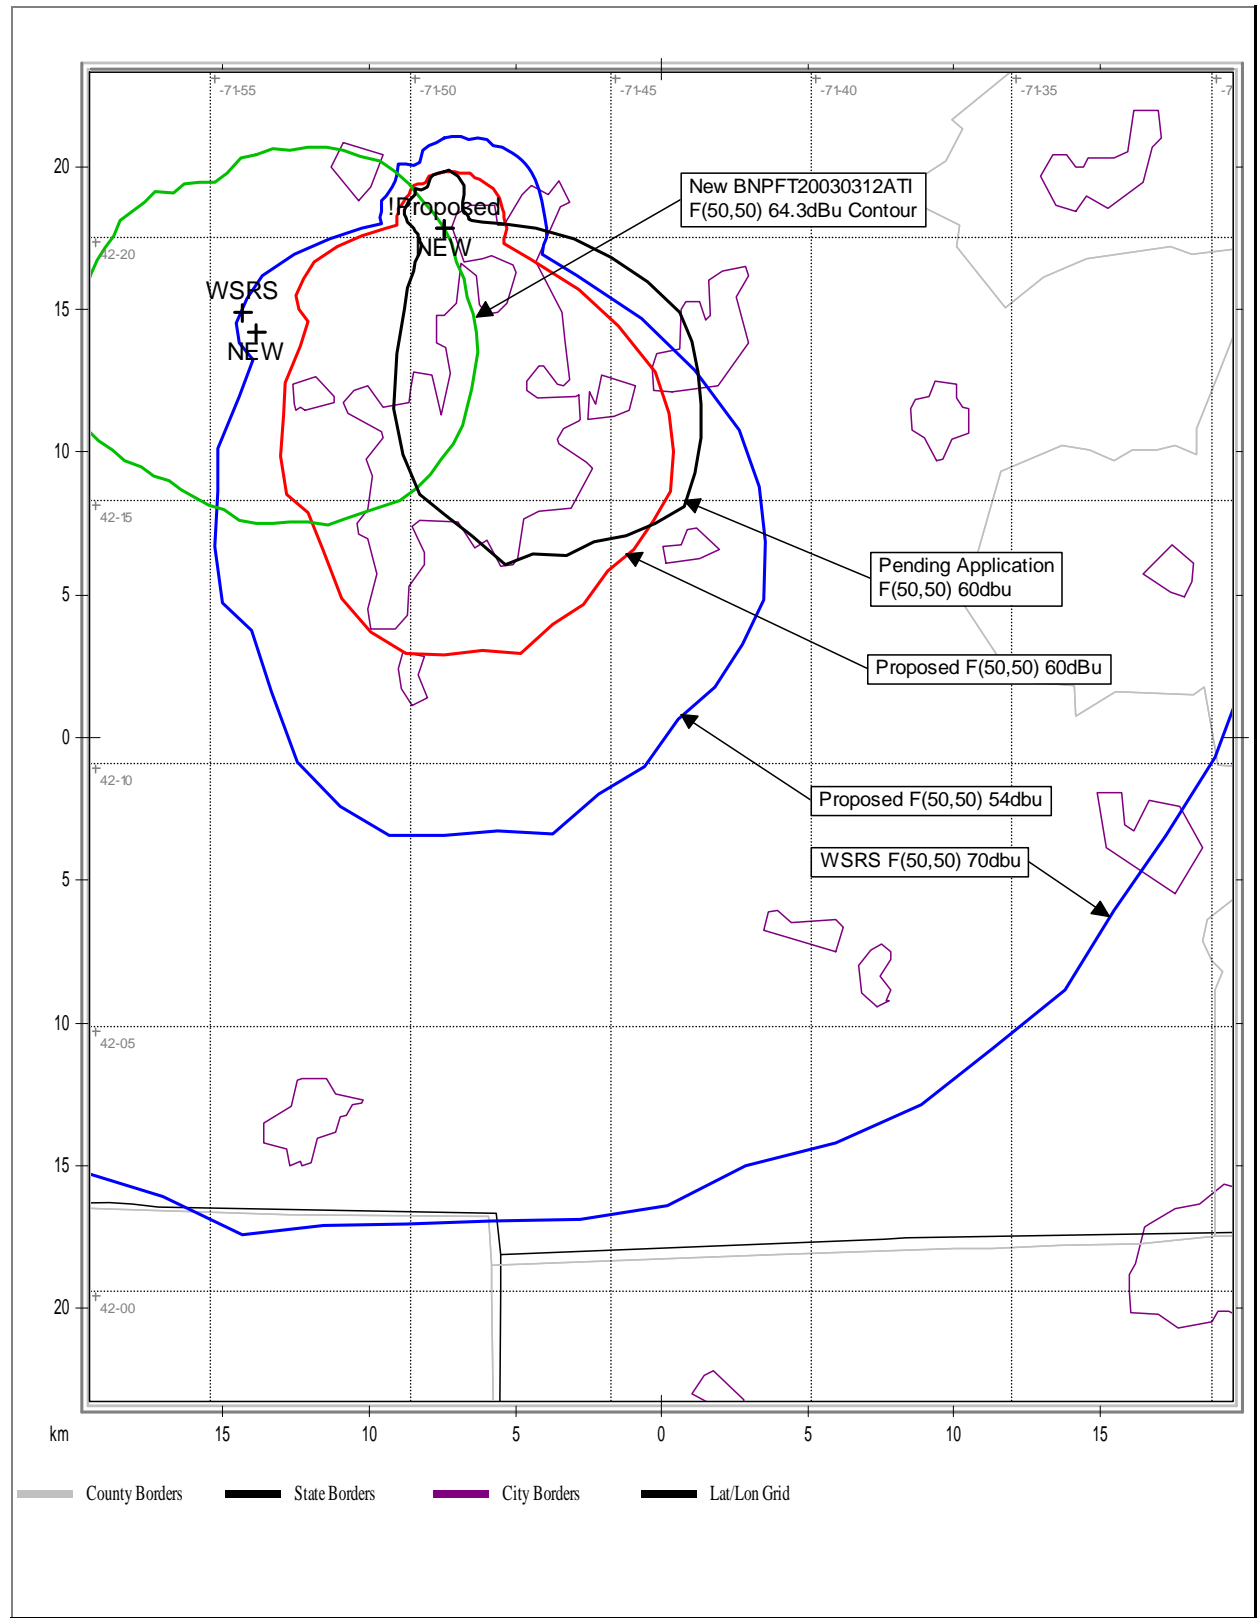 -71-55 -71-50 -71-45 -71-40 -71-35 -7
20
New BNPFT20030312ATI
F(50,50) 64.3dBu Contour
!Proposed
NEW
42-20
WSRS
15
NEW
10
42-15
Pending Application
F(50,50) 60dbu
5
Proposed F(50,50) 60dBu
0
42-10
Proposed F(50,50) 54dbu
WSRS F(50,50) 70dbu
5
10
42-05
15
20
42-00
km 15 10 5 0 5 10 15
County Borders State Borders City Borders Lat/Lon Grid